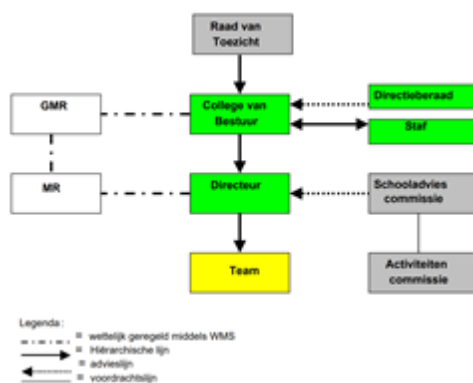 Raad van
Toezicht
GMR
College van
Bestuur
Directieberaad
Staf
MR
Directeur
Schooladvies
commissie
Team
Activiteiten
commissie
Legenda :
= wettelijk geregeld middels WMS
= Hiërarchische lijn
= advieslijn
= voordrachtslijn